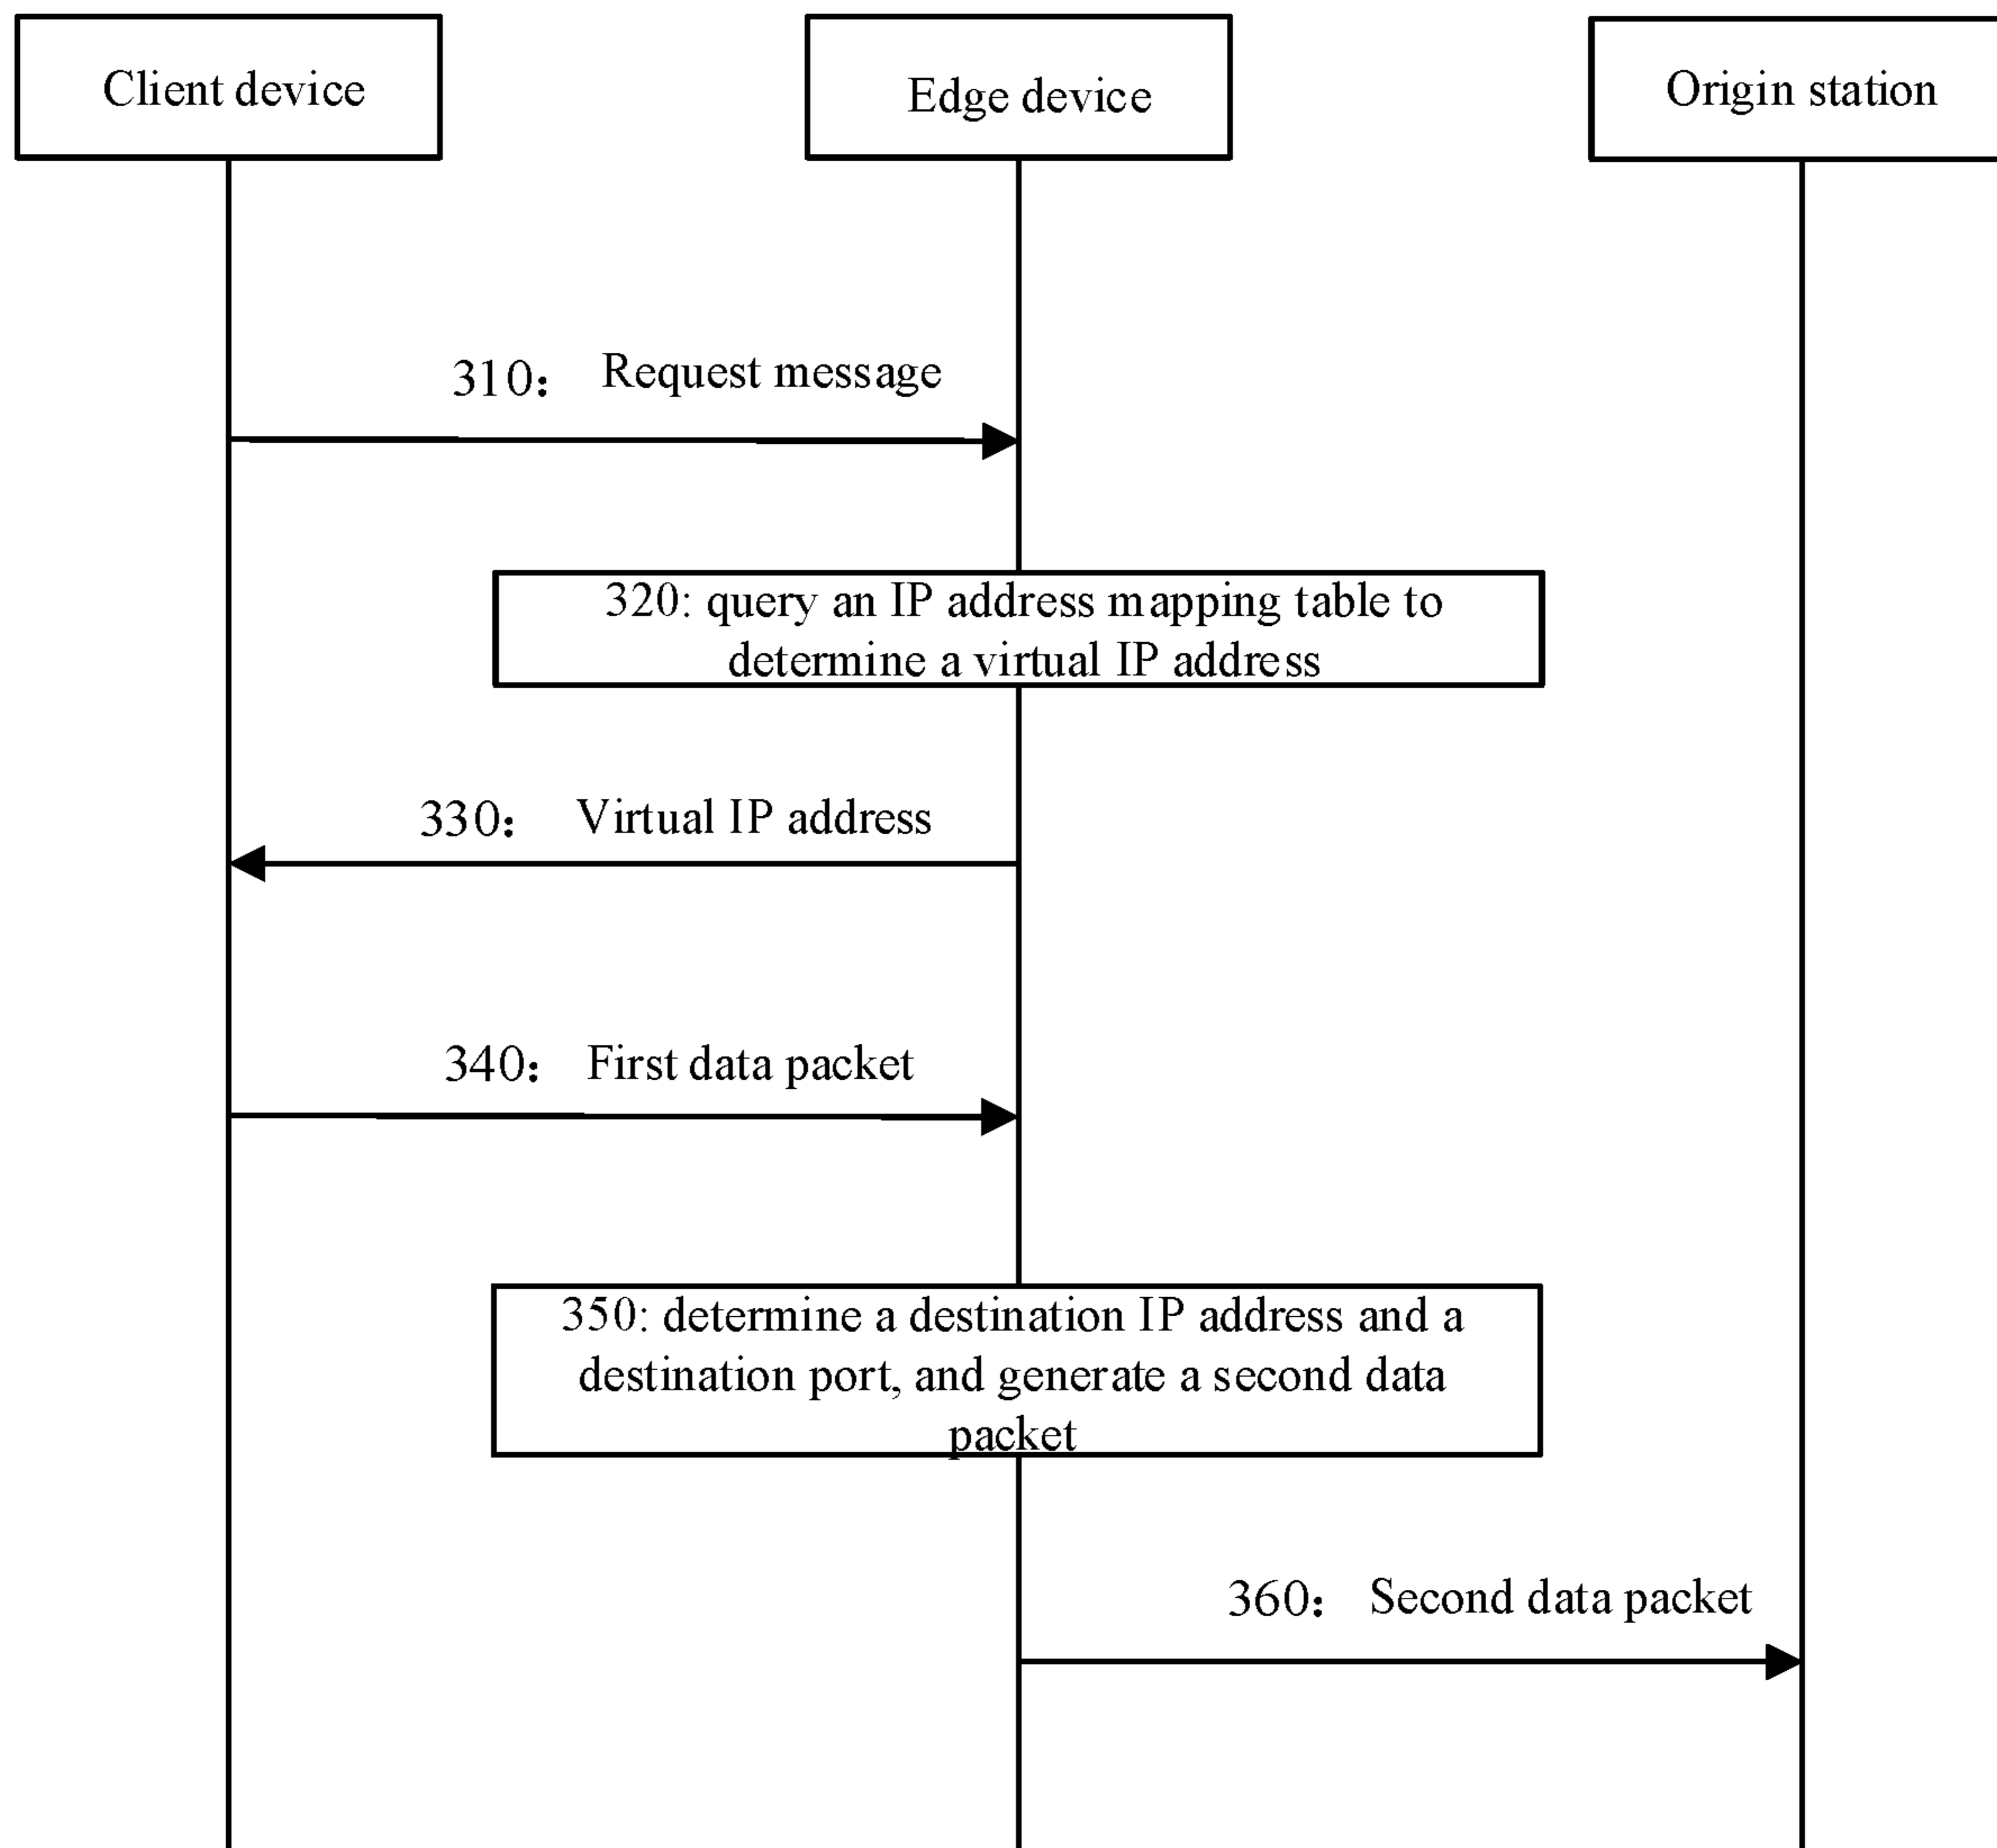 Client device
Edge device
Origin station
310： Request message
320: query an IP address mapping table to
determine a virtual IP address
330： Virtual IP address
340： First data packet
350: determine a destination IP address and a
destination port, and generate a second data
packet
360： Second data packet